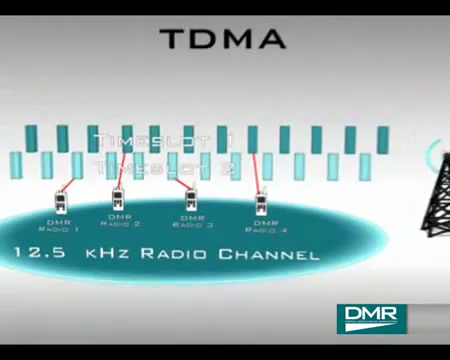 TDMA
TIMESLOT 1
TIMESLOT 2
DMR
RADIO 1
DMR
RADIO 2
DMR
RADIO 3
DMR
RADIO 4
12.5 KHZ RADIO CHANNEL
DMR